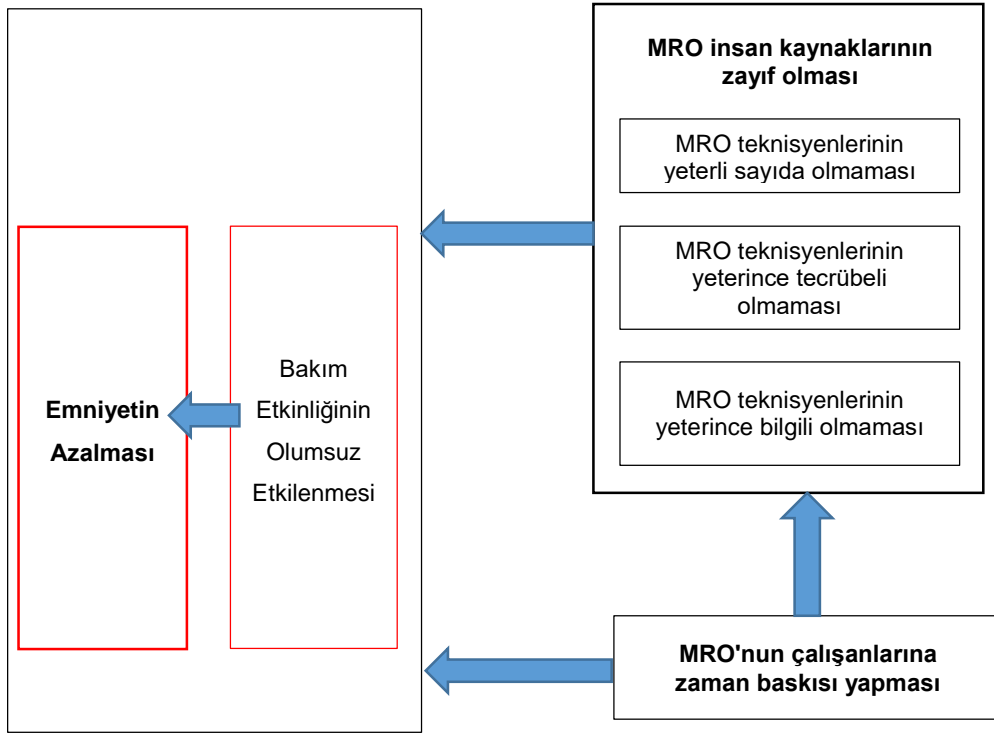 MRO insan kaynaklarının
zayıf olması
MRO teknisyenlerinin
yeterli sayıda olmaması
MRO teknisyenlerinin
yeterince tecrübeli
olmaması
MRO teknisyenlerinin
yeterince bilgili olmaması
Emniyetin
Azalması
Bakım
Etkinliğinin
Olumsuz
Etkilenmesi
MRO'nun çalışanlarına
zaman baskısı yapması